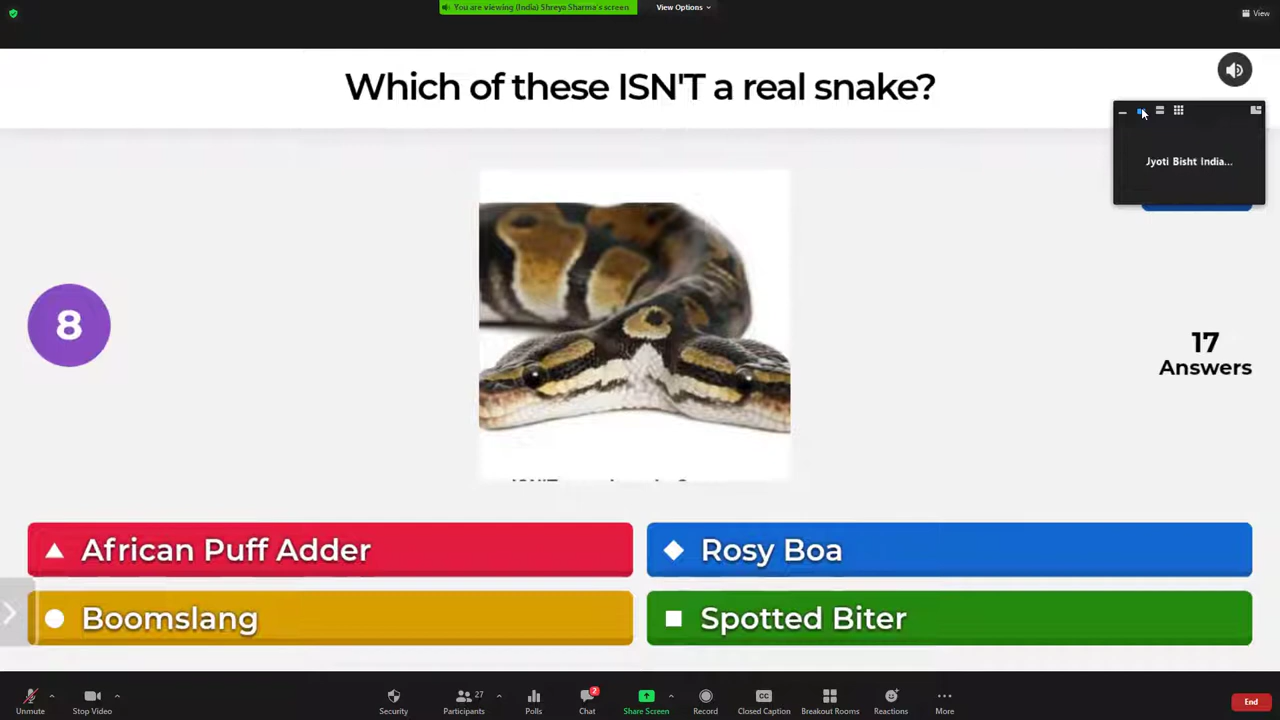 You are viewing (India) Shreya Sharma's screen
View Options
View
Which of these ISN'T a real snake?
Jyoti Bisht India...
8
17
Answers
African Puff Adder
Rosy Boa
Boomslang
Spotted Biter
Unmute
Stop Video
Security
27
Participants
Polls
2
Chat
Share Screen
Record
CC
Closed Caption
Breakout Rooms
Reactions
More
End